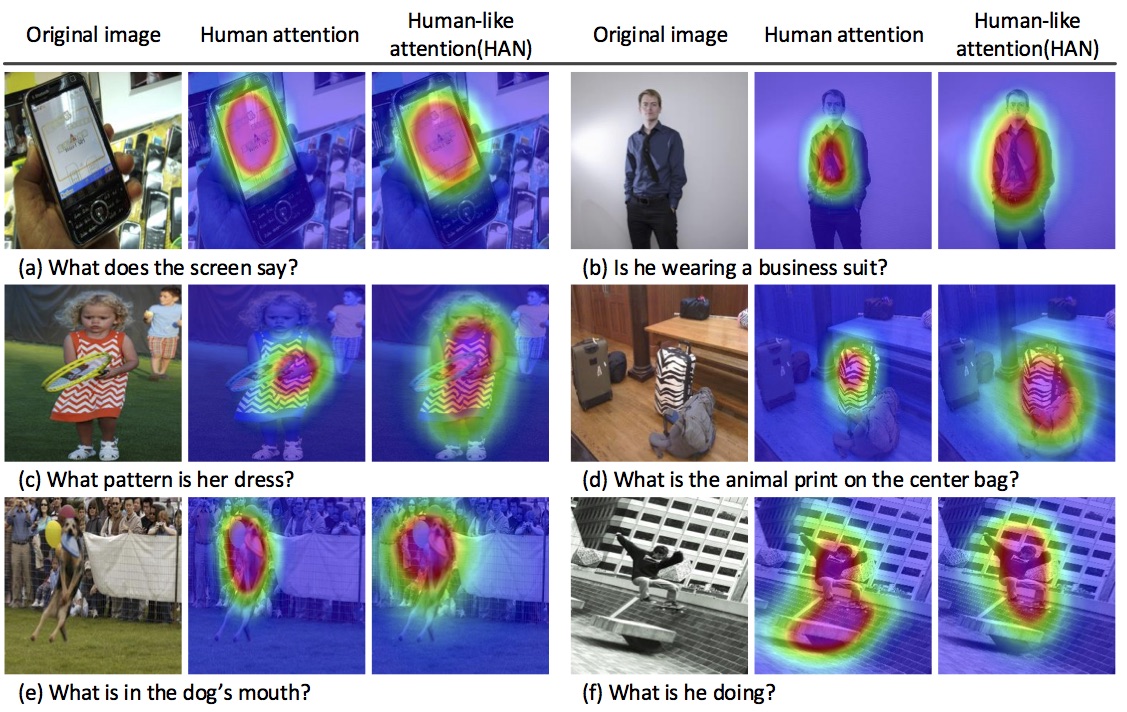 Original image
Human attention
Human-like
attention(HAN)
Original image
Human attention
Human-like
attention(HAN)
(a) What does the screen say?
(b) Is he wearing a business suit?
(c) What pattern is her dress?
(d) What is the animal print on the center bag?
(e) What is in the dog’s mouth?
(f) What is he doing?